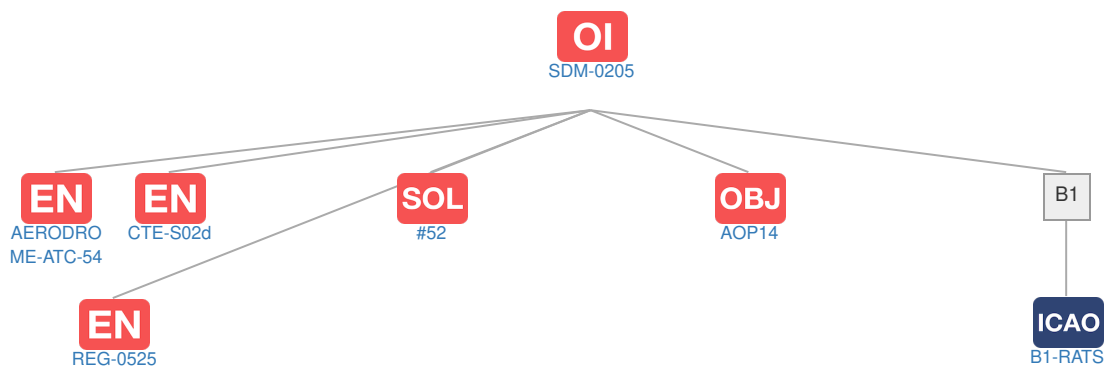 OI
SDM-0205
EN
AERODRO
ME-ATC-54
EN
CTE-S02d
SOL
#52
OBJ
AOP14
B1
EN
REG-0525
ICAO
B1-RATS